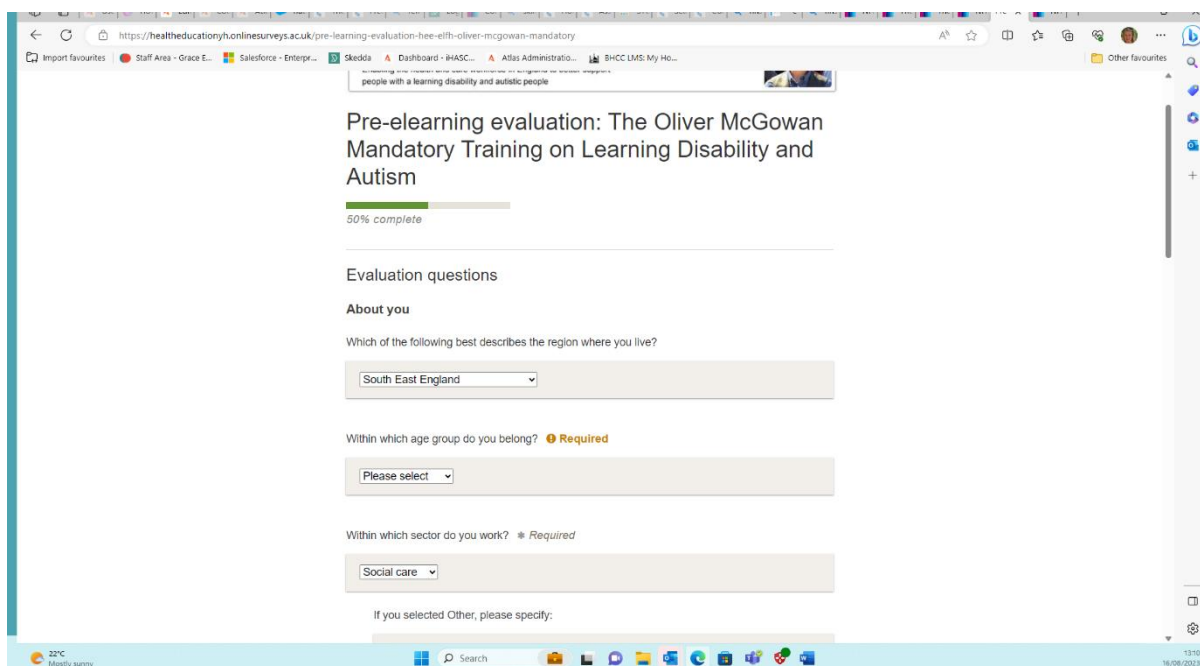 https://healtheducationyh.onlinesurveys.ac.uk/pre-learning-evaluation-hee-elfh-oliver-mcgowan-mandatory
Import favourites Staff Area - Grace E... Salesforce - Enterpr... Skedda Dashboard - iHASC... Atlas Administratio... BHCC LMS: My Ho... Other favourites
people with a learning disability and autistic people
Pre-elearning evaluation: The Oliver McGowan
Mandatory Training on Learning Disability and
Autism
50% complete
Evaluation questions
About you
Which of the following best describes the region where you live?
South East England
Within which age group do you belong? Required
Please select
Within which sector do you work? Required
Social care
If you selected Other, please specify:
22°C
Mostly sunny
Search
13:10